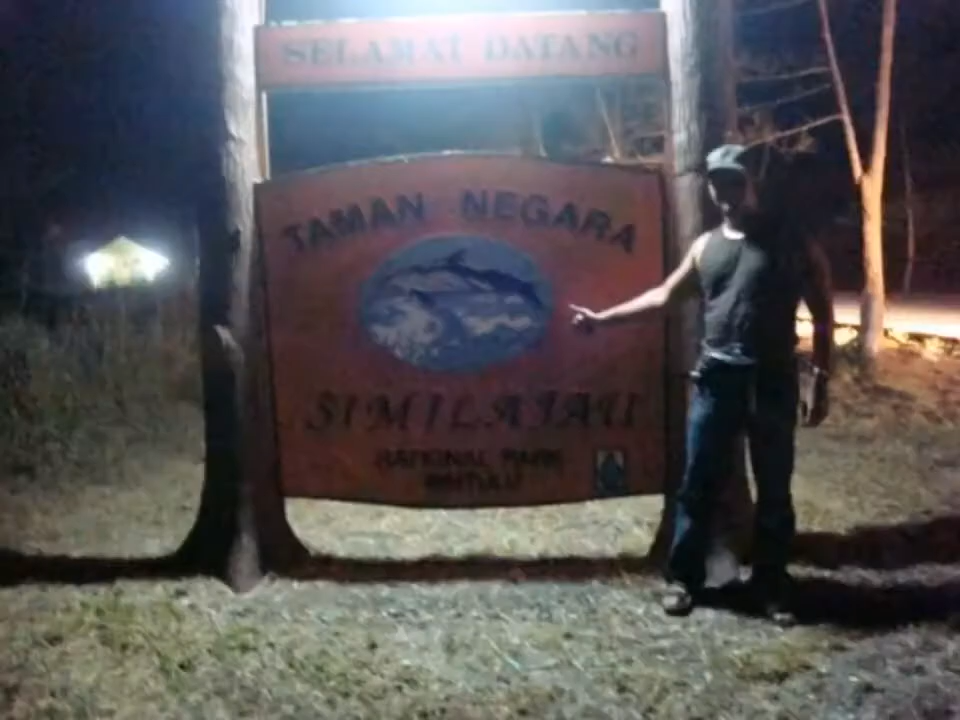 SELAMAT DATANG
TAMAN NEGARA
SIMILAJAU
NATIONAL PARK
BINTULU